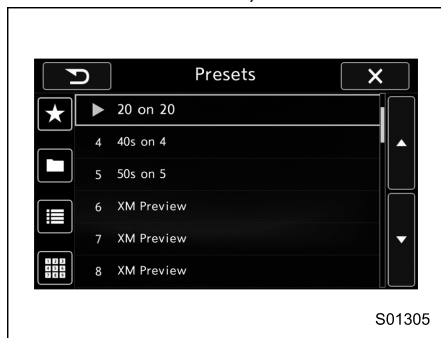 Presets
20 on 20
4 40s on 4
5 50s on 5
6 XM Preview
7 XM Preview
8 XM Preview
S01305